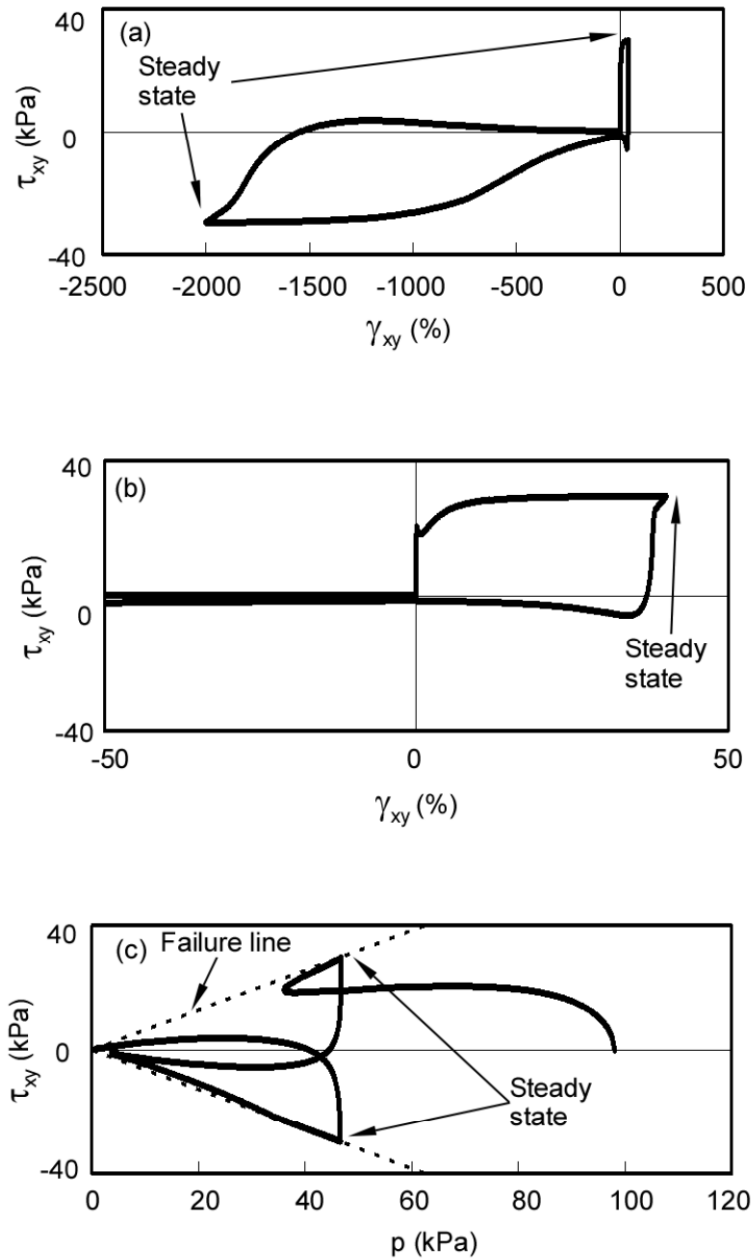 (a)
Steady
state
τxy (kPa)
40
0
-40
-2500 -2000 -1500 -1000 -500 0 500
γxy (%)
(b)
τxy (kPa)
40
0
-40
Steady
state
-50 0 50
γxy (%)
(c)
Failure line
τxy (kPa)
40
0
-40
Steady
state
0 20 40 60 80 100 120
p (kPa)